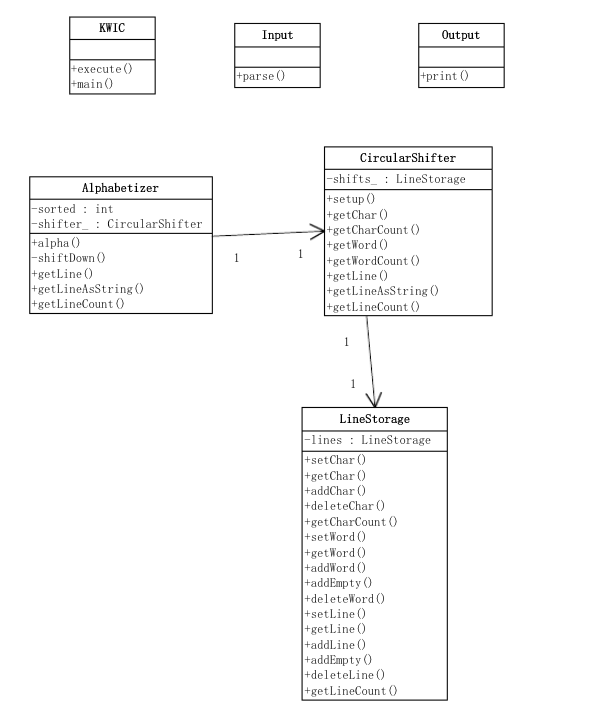 KWIC
+execute()
+main()
Input
+parse()
Output
+print()
Alphabetizer
-sorted : int
-shifter_ : CircularShifter
+alpha()
-shiftDown()
+getLine()
+getLineAsString()
+getLineCount()
CircularShifter
-shifts_ : LineStorage
+setup()
+getChar()
+getCharCount()
+getWord()
+getWordCount()
+getLine()
+getLineAsString()
+getLineCount()
1
1
1
1
LineStorage
-lines : LineStorage
+setChar()
+getChar()
+addChar()
+deleteChar()
+getCharCount()
+setWord()
+getWord()
+addWord()
+addEmpty()
+deleteWord()
+setLine()
+getLine()
+addLine()
+addEmpty()
+deleteLine()
+getLineCount()